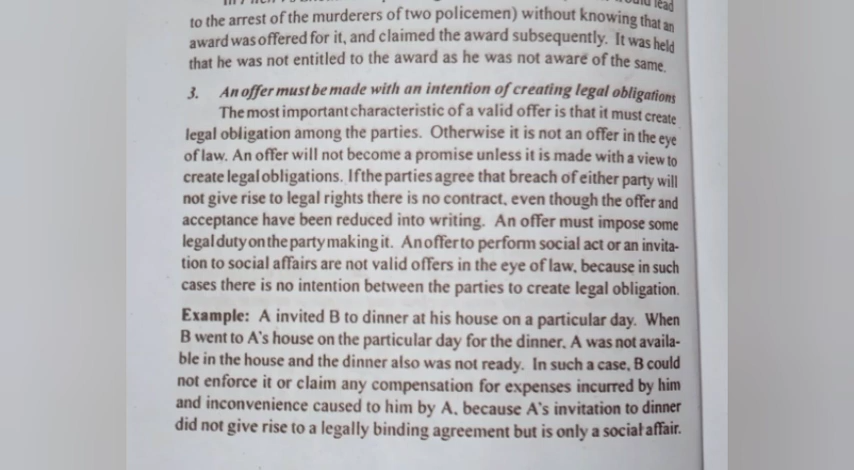 lead
to the arrest of the murderers of two policemen) without knowing that an
award was offered for it, and claimed the award subsequently. It was held
that he was not entitled to the award as he was not aware of the same.
3. An offer must be made with an intention of creating legal obligations
The most important characteristic of a valid offer is that it must create
legal obligation among the parties. Otherwise it is not an offer in the eye
of law. An offer will not become a promise unless it is made with a view to
create legal obligations. If the parties agree that breach of either party will
not give rise to legal rights there is no contract, even though the offer and
acceptance have been reduced into writing. An offer must impose some
legal duty on the party making it. An offer to perform social act or an invita-
tion to social affairs are not valid offers in the eye of law, because in such
cases there is no intention between the parties to create legal obligation.
Example: A invited B to dinner at his house on a particular day. When
B went to A's house on the particular day for the dinner, A was not availa-
ble in the house and the dinner also was not ready. In such a case, B could
not enforce it or claim any compensation for expenses incurred by him
and inconvenience caused to him by A, because A's invitation to dinner
did not give rise to a legally binding agreement but is only a social affair.